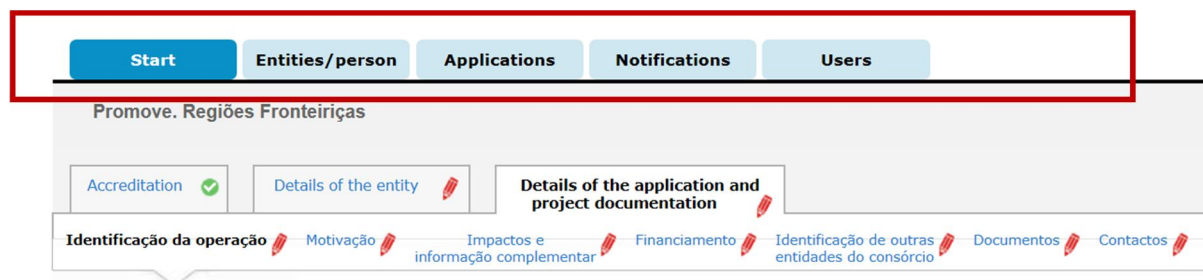 Start Entities/person Applications Notifications Users
Promove. Regiões Fronteiriças
Accreditation Details of the entity Details of the application and
project documentation
Identificação da operação Motivação Impactos e Financiamento Identificação de outras Documentos Contactos
informação complementar entidades do consórcio